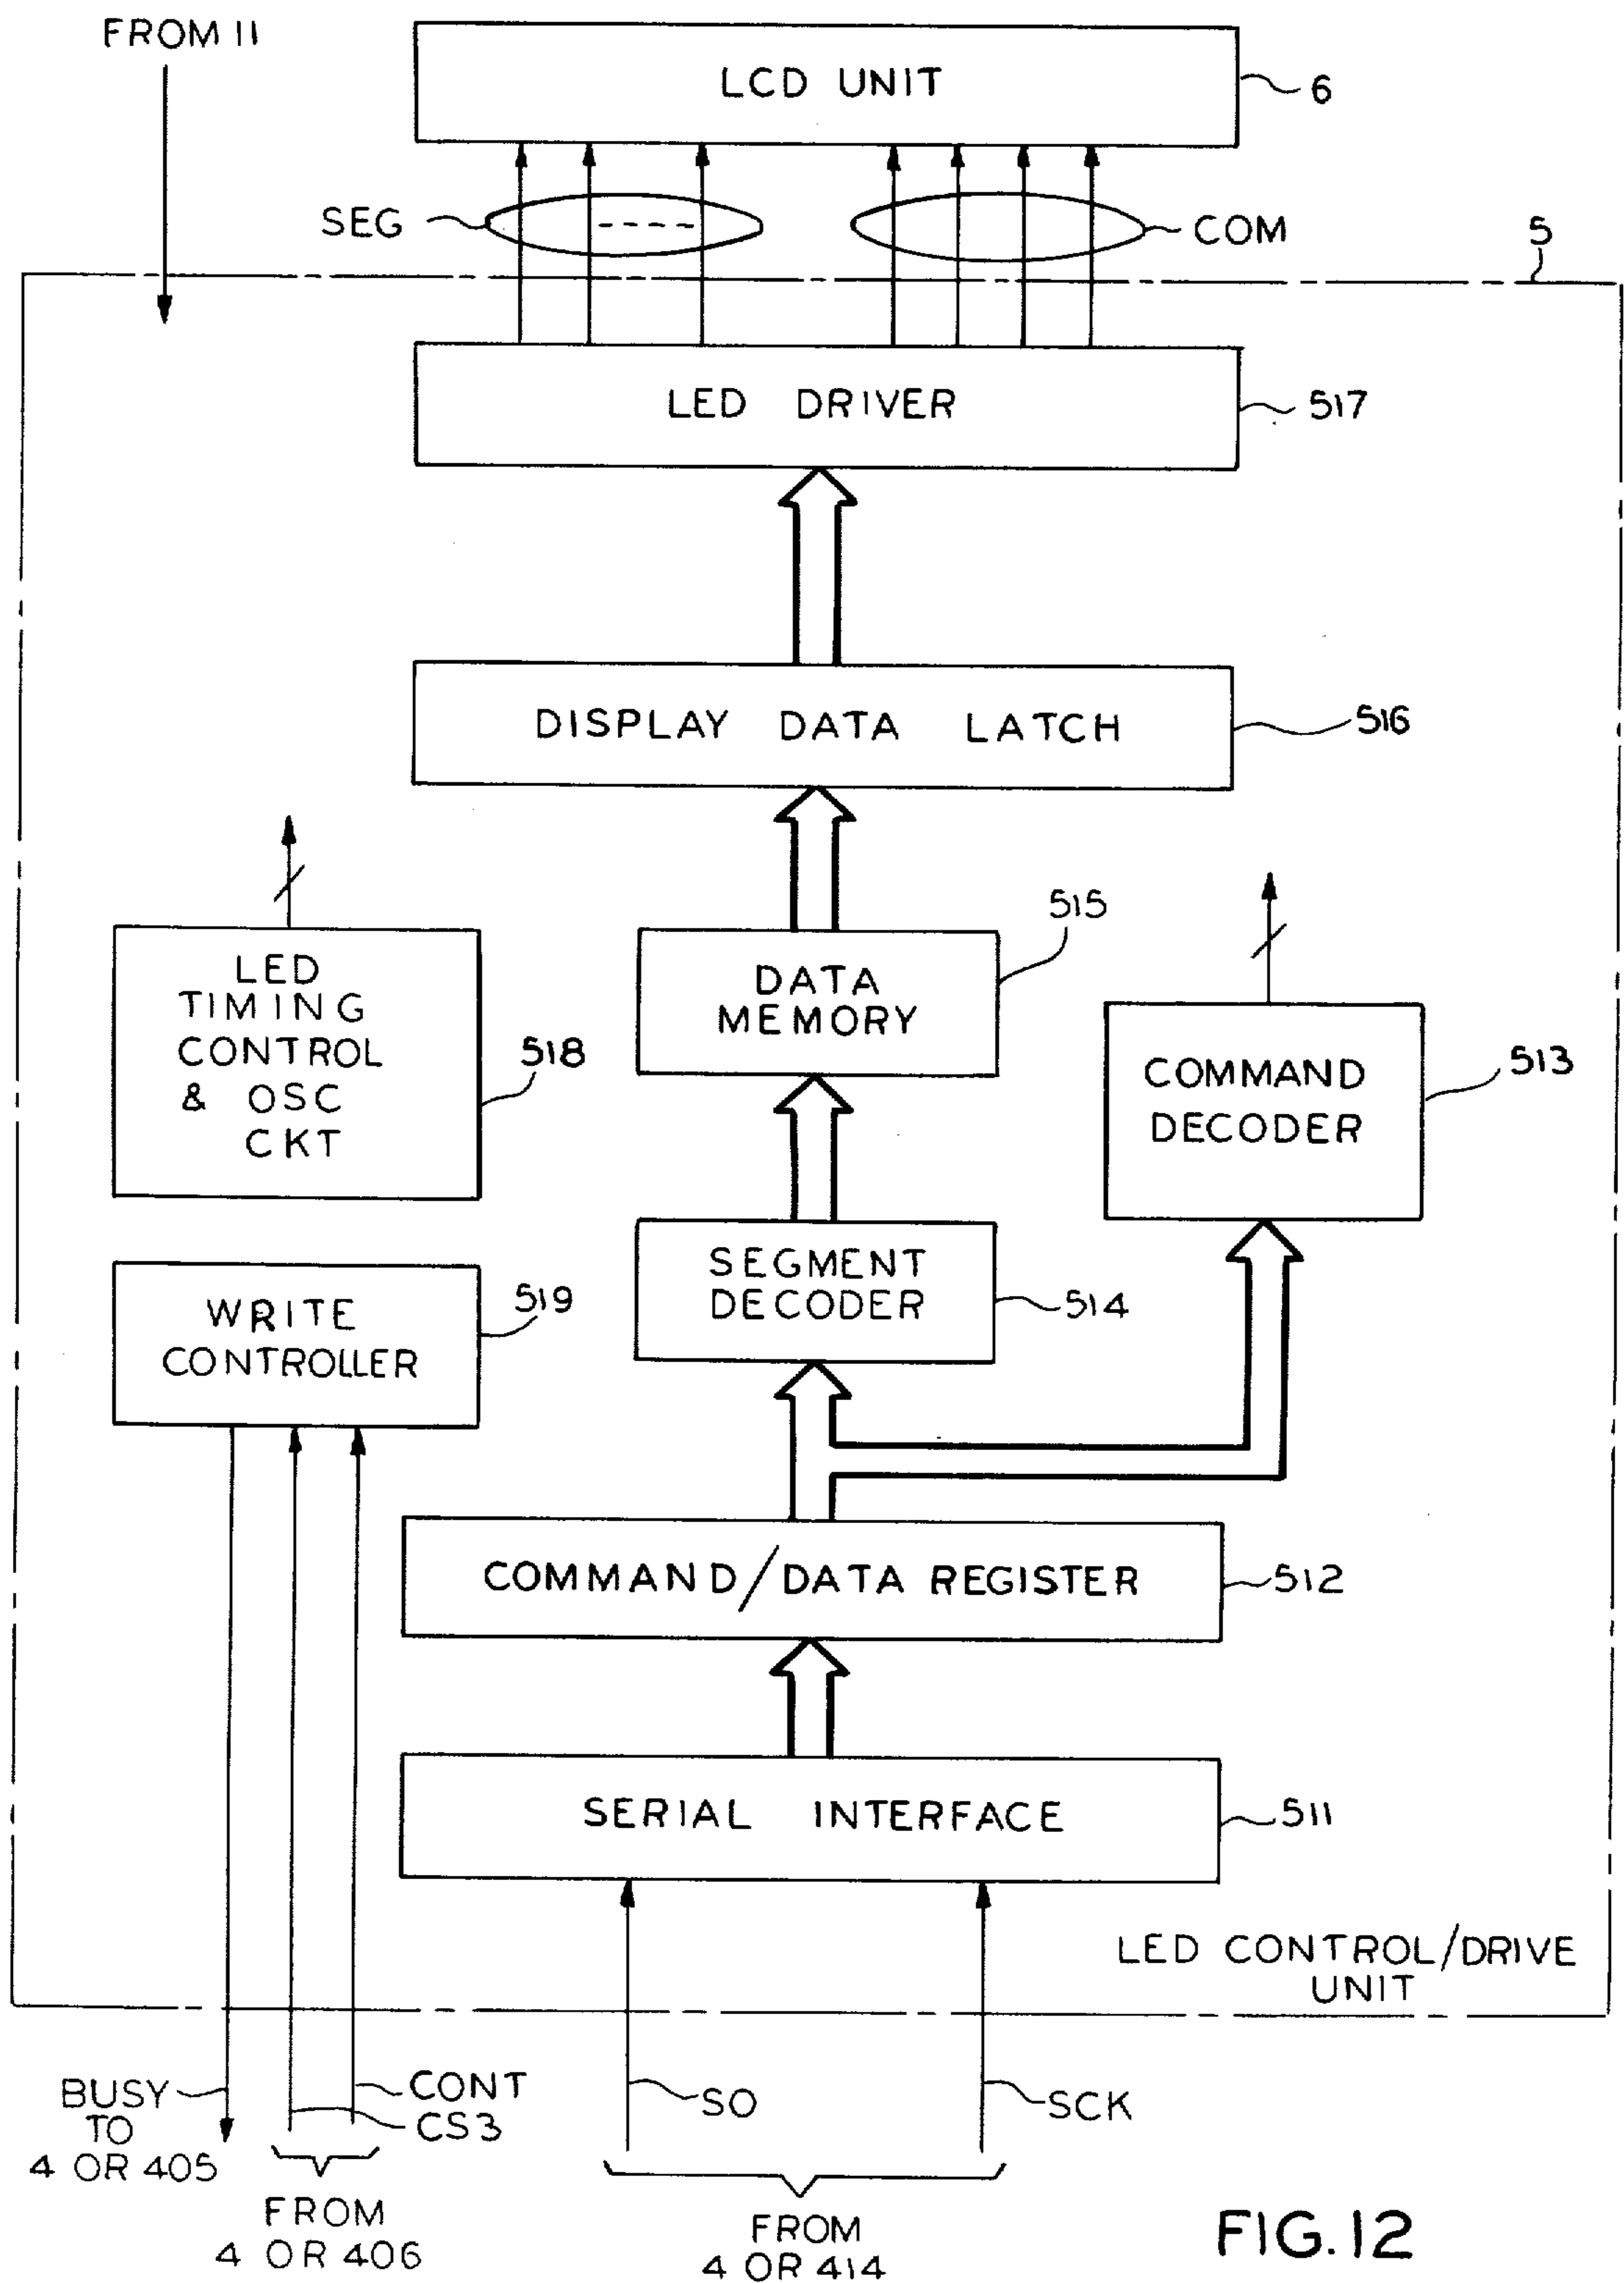 FROM 11
LCD UNIT
6
SEG
COM
5
LED DRIVER
517
DISPLAY DATA LATCH
516
LED
TIMING
CONTROL
& OSC
CKT
518
DATA
MEMORY
515
COMMAND
DECODER
513
WRITE
CONTROLLER
519
SEGMENT
DECODER
514
COMMAND/DATA REGISTER
512
SERIAL INTERFACE
511
LED CONTROL/DRIVE
UNIT
BUSY
TO
4 OR 405
CONT
CS3
FROM
4 OR 406
SO
SCK
FROM
4 OR 414
FIG.12